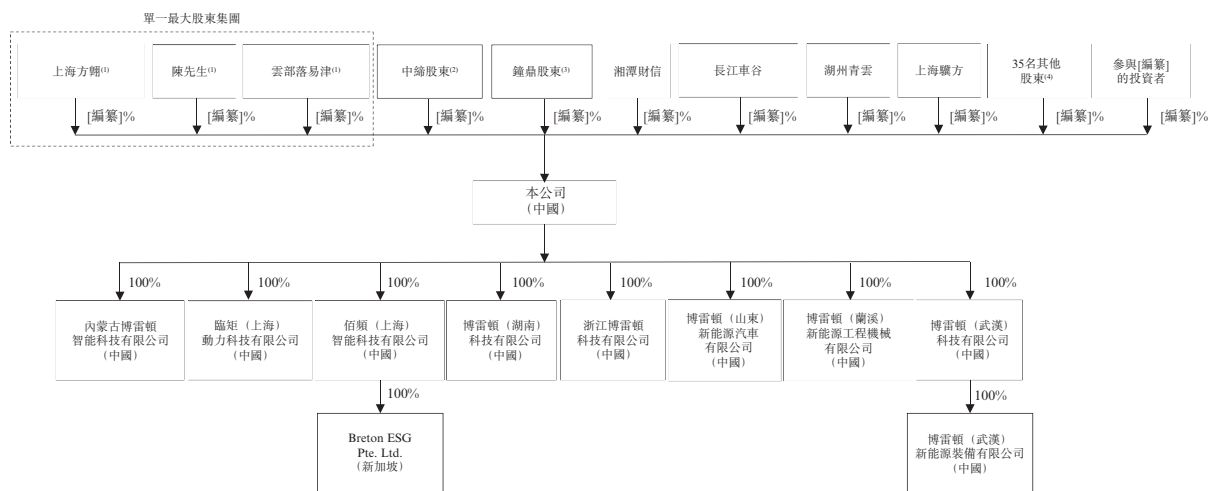 單一最大股東集團
上海方翺(1)
陳先生(1)
雲部落易津(1)
中締股東(2)
鐘鼎股東(3)
湘潭財信
長江車谷
湖州青雲
上海驥方
35名其他
股東(4)
參與[編纂]
的投資者
[編纂]%
[編纂]%
[編纂]%
[編纂]%
[編纂]%
[編纂]%
[編纂]%
[編纂]%
[編纂]%
[編纂]%
[編纂]%
本公司
（中國）
100%
100%
100%
100%
100%
100%
100%
100%
內蒙古博雷頓
智能科技有限公司
（中國）
臨矩（上海）
動力科技有限公司
（中國）
佰頻（上海）
智能科技有限公司
（中國）
博雷頓（湖南）
科技有限公司
（中國）
浙江博雷頓
科技有限公司
（中國）
博雷頓（山東）
新能源汽車
有限公司
（中國）
博雷頓（蘭溪）
新能源工程機械
有限公司
（中國）
博雷頓（武漢）
科技有限公司
（中國）
100%
100%
Breton ESG
Pte. Ltd.
（新加坡）
博雷頓（武漢）
新能源裝備有限公司
（中國）